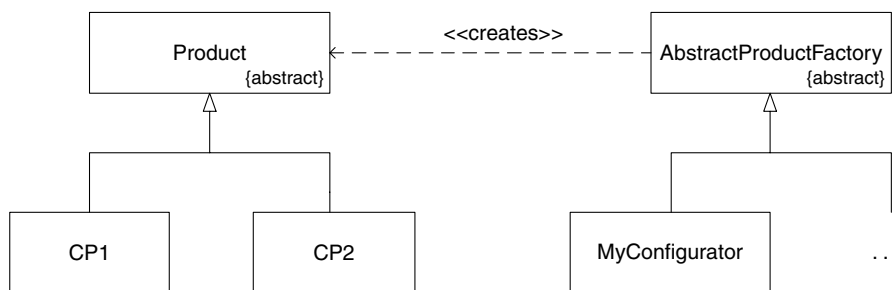 <<creates>>
Product
{abstract}
AbstractProductFactory
{abstract}
CP1
CP2
MyConfigurator
. .